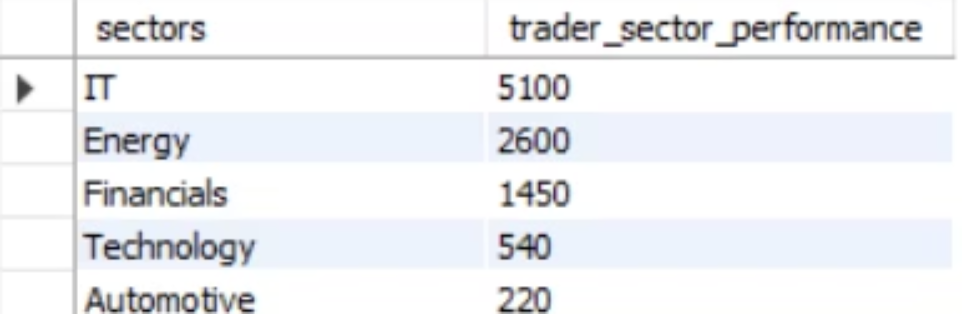 sectors trader_sector_performance
IT 5100
Energy 2600
Financials 1450
Technology 540
Automotive 220